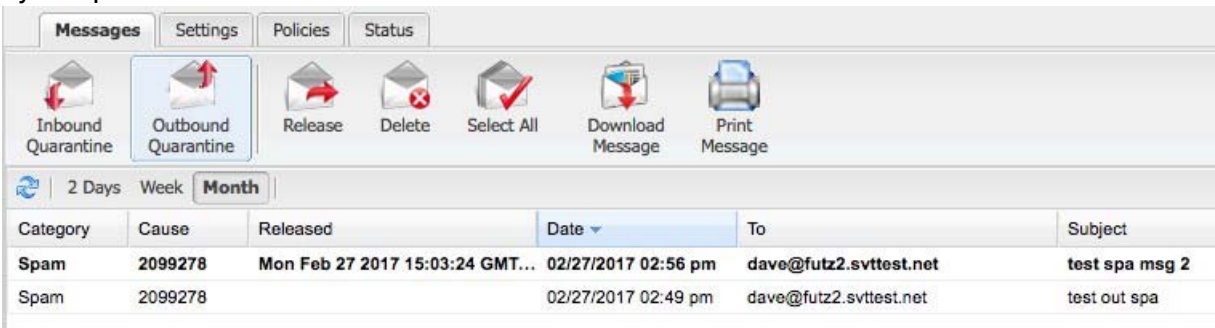 Messages Settings Policies Status
Inbound Quarantine Outbound Quarantine Release Delete Select All Download Message Print Message
2 Days Week Month
Category Cause Released Date To Subject
Spam 2099278 Mon Feb 27 2017 15:03:24 GMT... 02/27/2017 02:56 pm dave@futz2.svttest.net test spa msg 2
Spam 2099278 02/27/2017 02:49 pm dave@futz2.svttest.net test out spa